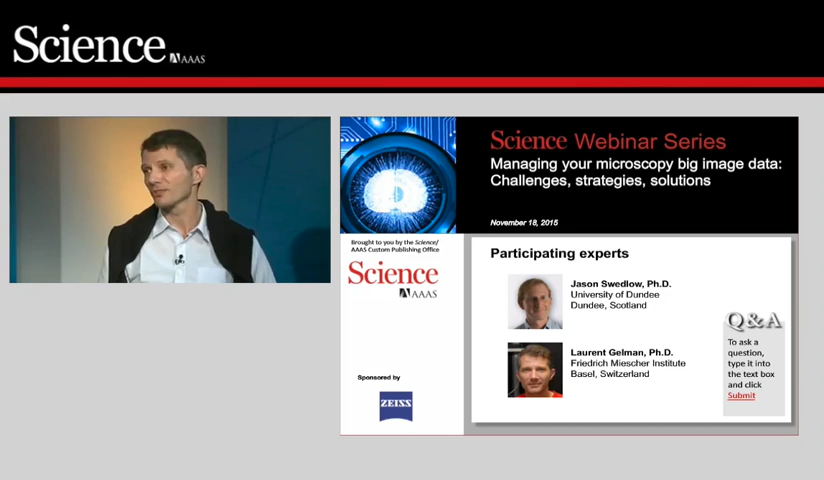 Science
AAAS
Science Webinar Series
Managing your microscopy big image data:
Challenges, strategies, solutions
November 18, 2015
Brought to you by the Science/
AAAS Custom Publishing Office
Science
AAAS
Sponsored by
ZEISS
Participating experts
Jason Swedlow, Ph.D.
University of Dundee
Dundee, Scotland
Laurent Gelman, Ph.D.
Friedrich Miescher Institute
Basel, Switzerland
Q&A
To ask a
question,
type it into
the text box
and click
Submit